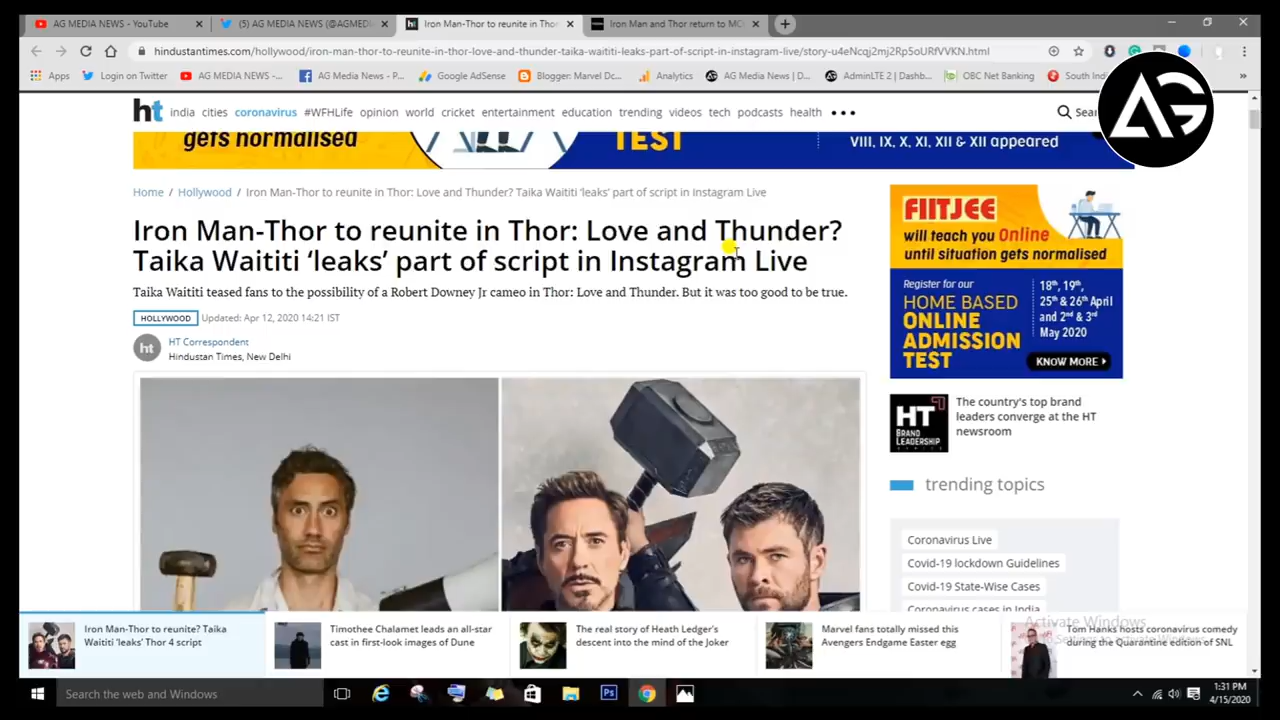 AG MEDIA NEWS - YouTube
(5) AG MEDIA NEWS (@AGMEDI
Iron Man-Thor to reunite in Thor
Iron Man and Thor return to MC
hindustantimes.com/hollywood/iron-man-thor-to-reunite-in-thor-love-and-thunder-taika-waititi-leaks-part-of-script-in-instagram-live/story-u4eNcqj2mj2Rp5oURfVVKN.html
Apps
Login on Twitter
AG MEDIA NEWS -...
AG Media News - P...
Google AdSense
Blogger: Marvel Dc...
Analytics
AG Media News | D...
AdminLTE 2 | Dashb...
OBC Net Banking
South Ind
AG
ht india cities coronavirus #WFHLife opinion world cricket entertainment education trending videos tech podcasts health
gets normalised
TEST
VIII, IX, X, XI, XII & XII appeared
Home / Hollywood / Iron Man-Thor to reunite in Thor: Love and Thunder? Taika Waititi 'leaks' part of script in Instagram Live
Iron Man-Thor to reunite in Thor: Love and Thunder?
Taika Waititi ‘leaks’ part of script in Instagram Live
Taika Waititi teased fans to the possibility of a Robert Downey Jr cameo in Thor: Love and Thunder. But it was too good to be true.
HOLLYWOOD Updated: Apr 12, 2020 14:21 IST
ht
HT Correspondent
Hindustan Times, New Delhi
FIITJEE
will teach you Online
until situation gets normalised
Register for our
HOME BASED
ONLINE
ADMISSION
TEST
18th, 19th,
25th & 26th April
and 2nd & 3rd
May 2020
KNOW MORE
HT
BRAND
LEADERSHIP
The country's top brand
leaders converge at the HT
newsroom
trending topics
Coronavirus Live
Covid-19 lockdown Guidelines
Covid-19 State-Wise Cases
Coronavirus cases in India
Iron Man-Thor to reunite? Taika
Waititi ‘leaks’ Thor 4 script
Timothee Chalamet leads an all-star
cast in first-look images of Dune
The real story of Heath Ledger's
descent into the mind of the Joker
Marvel fans totally missed this
Avengers Endgame Easter egg
Tom Hanks hosts coronavirus comedy
during the Quarantine edition of SNL
Activate Windows
Search the web and Windows
1:31 PM
4/15/2020